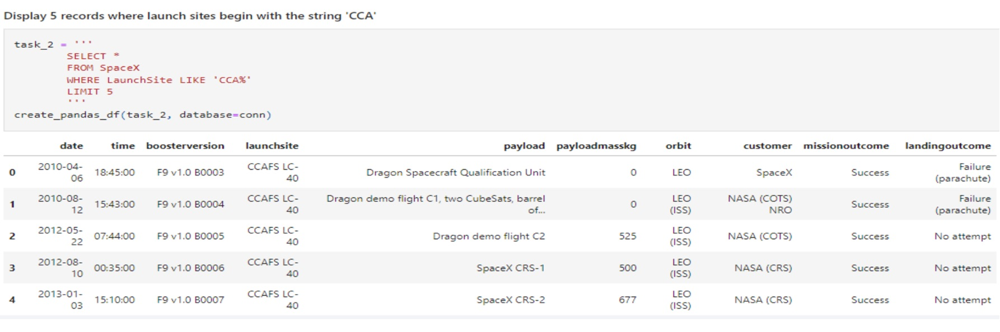 Display 5 records where launch sites begin with the string 'CCA'
task_2 = '''
SELECT *
FROM SpaceX
WHERE LaunchSite LIKE 'CCA%'
LIMIT 5
'''
create_pandas_df(task_2, database=conn)
date time boosterversion launchsite payload payloadmasskg orbit customer missionoutcome landingoutcome
0 2010-04-06 18:45:00 F9 v1.0 B0003 CCAFS LC-40 Dragon Spacecraft Qualification Unit 0 LEO SpaceX Success Failure (parachute)
1 2010-08-12 15:43:00 F9 v1.0 B0004 CCAFS LC-40 Dragon demo flight C1, two CubeSats, barrel of... 0 LEO (ISS) NASA (COTS) NRO Success Failure (parachute)
2 2012-05-22 07:44:00 F9 v1.0 B0005 CCAFS LC-40 Dragon demo flight C2 525 LEO (ISS) NASA (COTS) Success No attempt
3 2012-08-10 00:35:00 F9 v1.0 B0006 CCAFS LC-40 SpaceX CRS-1 500 LEO (ISS) NASA (CRS) Success No attempt
4 2013-01-03 15:10:00 F9 v1.0 B0007 CCAFS LC-40 SpaceX CRS-2 677 LEO (ISS) NASA (CRS) Success No attempt